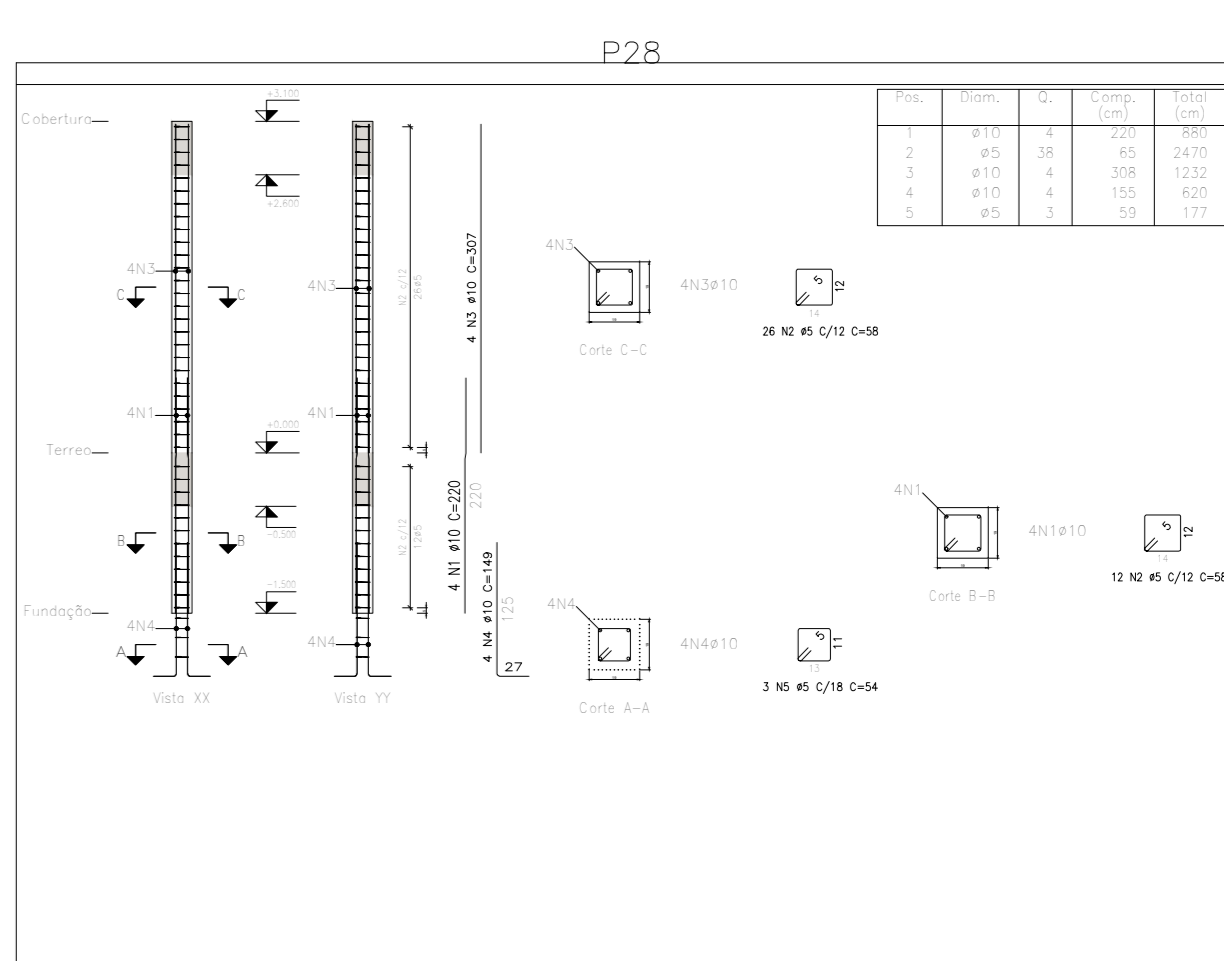 P28
Pos. Diam. Q. Comp. (cm) Total (cm)
1 ø10 4 220 880
2 ø5 38 65 2470
3 ø10 4 308 1232
4 ø10 4 155 620
5 ø5 3 59 177
Cobertura
+3.100
+2.600
4N3
4N3
C C
N2 c/12
26ø5
4 N3 ø10 C=307
4N3
4N3ø10
Corte C-C
5
12
14
26 N2 ø5 C/12 C=58
4N1
4N1
+0.000
Terreo
N2 c/12
12ø5
4 N1 ø10 C=220
220
-0.500
B B
4N1
4N1ø10
Corte B-B
5
12
14
12 N2 ø5 C/12 C=58
-1.500
Fundação
4N4
4N4
A A
4 N4 ø10 C=149
125
27
4N4
4N4ø10
Corte A-A
5
11
13
3 N5 ø5 C/18 C=54
Vista XX
Vista YY